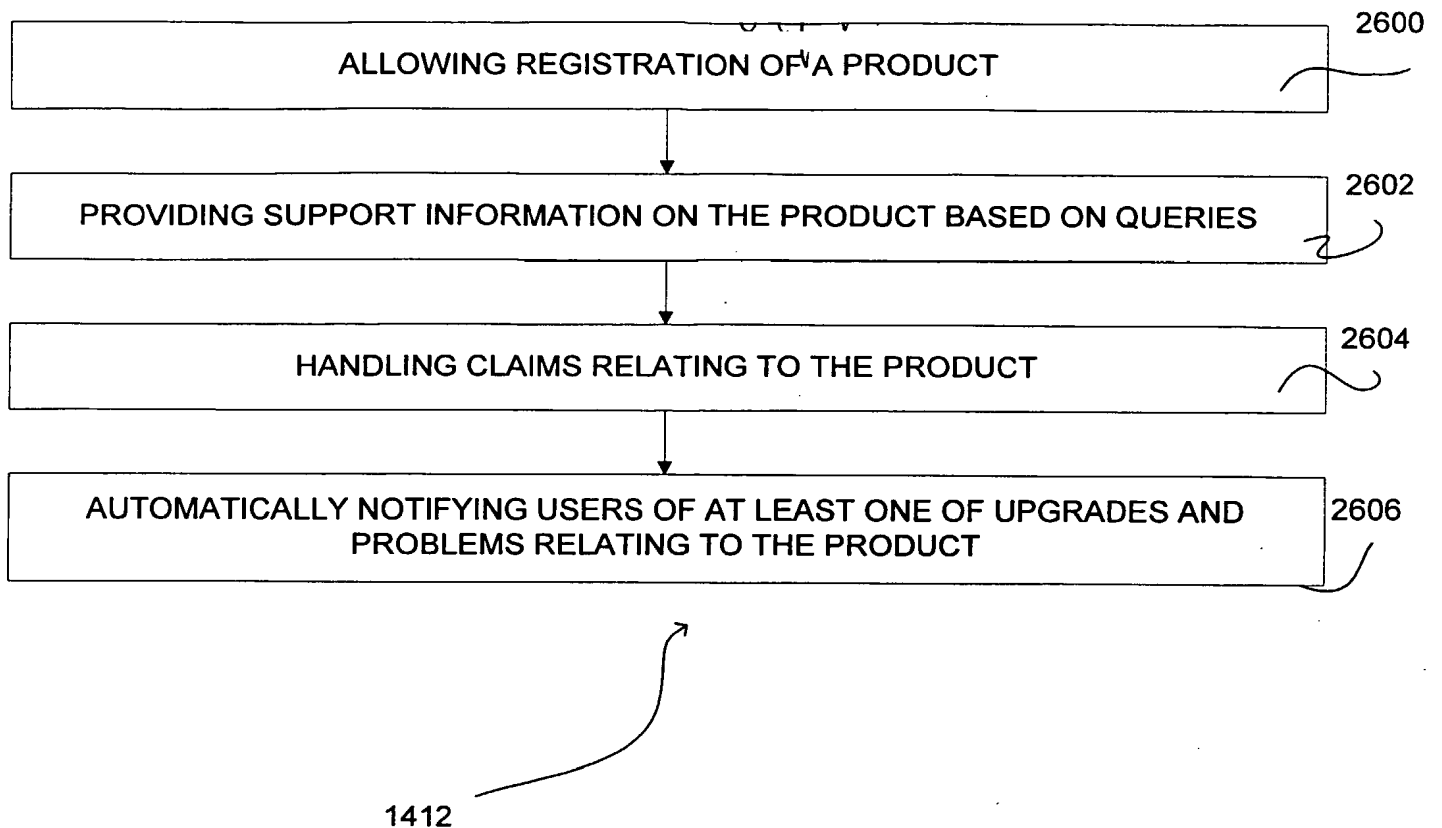 2600
ALLOWING REGISTRATION OF A PRODUCT
2602
PROVIDING SUPPORT INFORMATION ON THE PRODUCT BASED ON QUERIES
2604
HANDLING CLAIMS RELATING TO THE PRODUCT
2606
AUTOMATICALLY NOTIFYING USERS OF AT LEAST ONE OF UPGRADES AND
PROBLEMS RELATING TO THE PRODUCT
1412